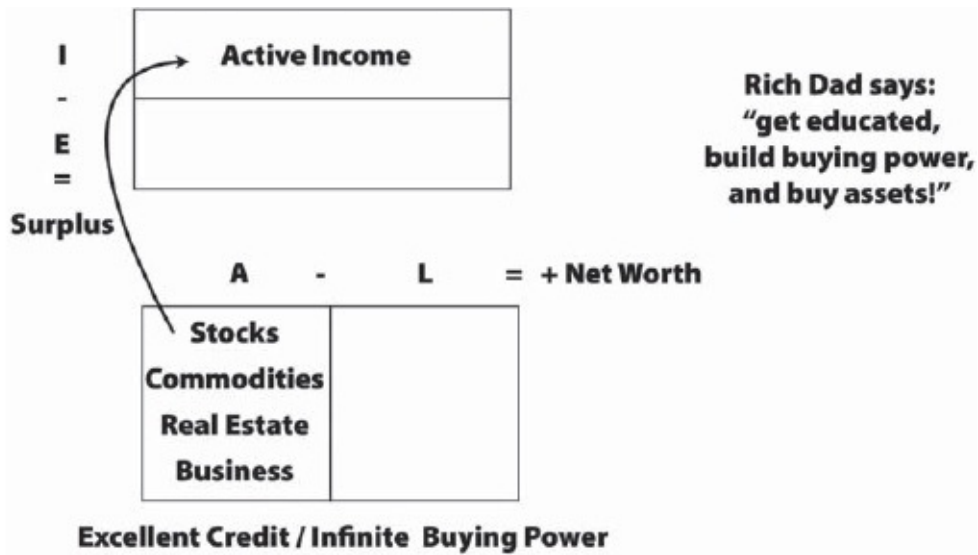 I
Active Income
-
E
=
Surplus
Rich Dad says:
“get educated,
build buying power,
and buy assets!”
A - L = + Net Worth
Stocks
Commodities
Real Estate
Business
Excellent Credit / Infinite Buying Power